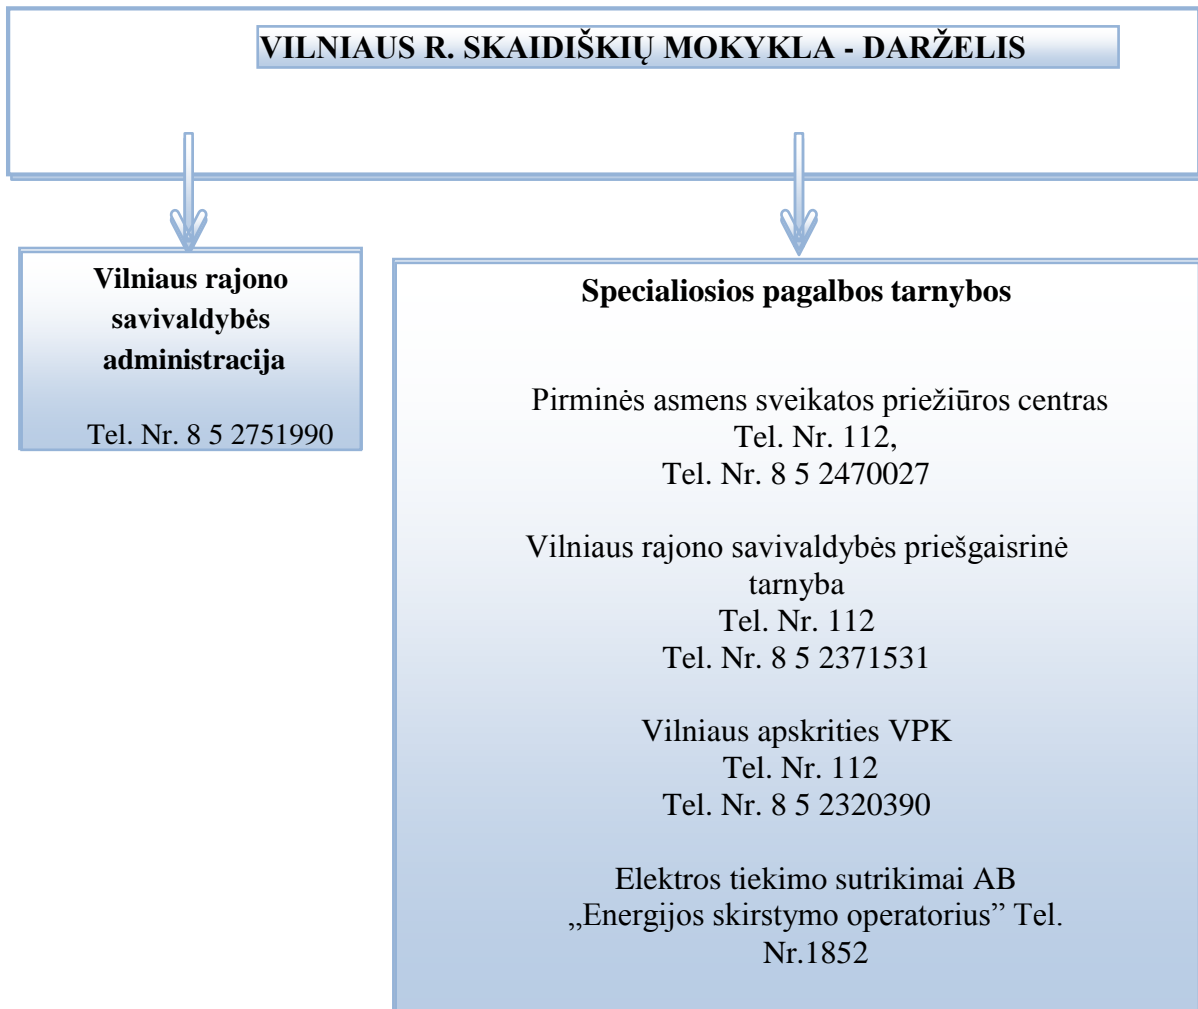 VILNIAUS R. SKAIDIŠKIŲ MOKYKLA - DARŽELIS
Vilniaus rajono
savivaldybės
administracija
Tel. Nr. 8 5 2751990
Specialiosios pagalbos tarnybos
Pirminės asmens sveikatos priežiūros centras
Tel. Nr. 112,
Tel. Nr. 8 5 2470027
Vilniaus rajono savivaldybės priešgaisrinė
tarnyba
Tel. Nr. 112
Tel. Nr. 8 5 2371531
Vilniaus apskrities VPK
Tel. Nr. 112
Tel. Nr. 8 5 2320390
Elektros tiekimo sutrikimai AB
„Energijos skirstymo operatorius” Tel.
Nr.1852